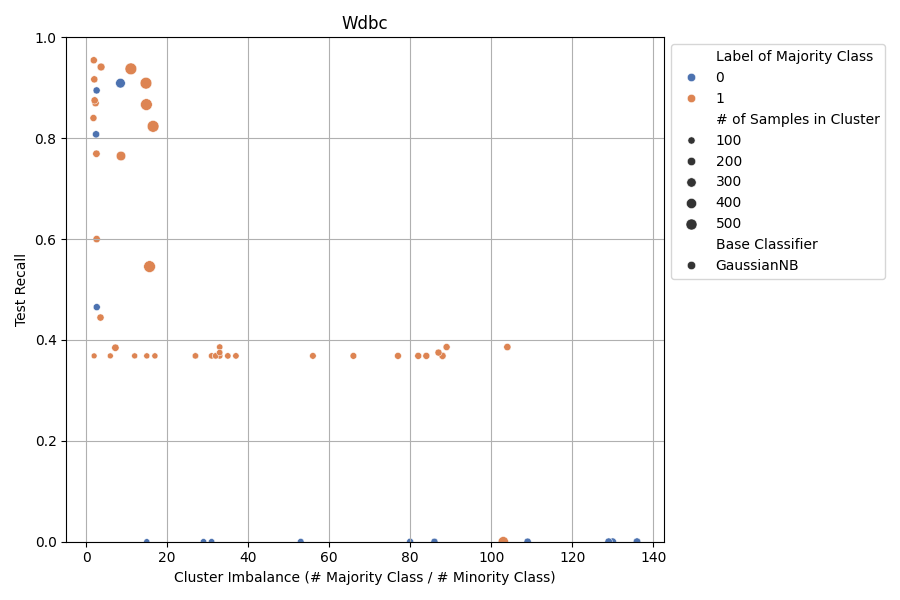 Wdbc
1.0
0.8
0.6
0.4
0.2
0.0
Test Recall
0 20 40 60 80 100 120 140
Cluster Imbalance (# Majority Class / # Minority Class)
Label of Majority Class
0
1
# of Samples in Cluster
100
200
300
400
500
Base Classifier
GaussianNB